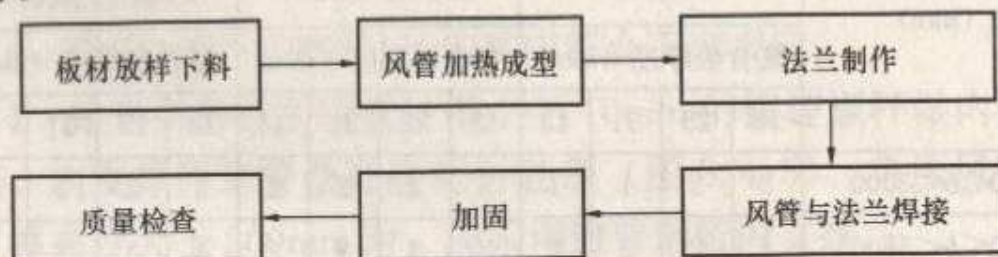 板材放样下料
风管加热成型
法兰制作
风管与法兰焊接
加固
质量检查